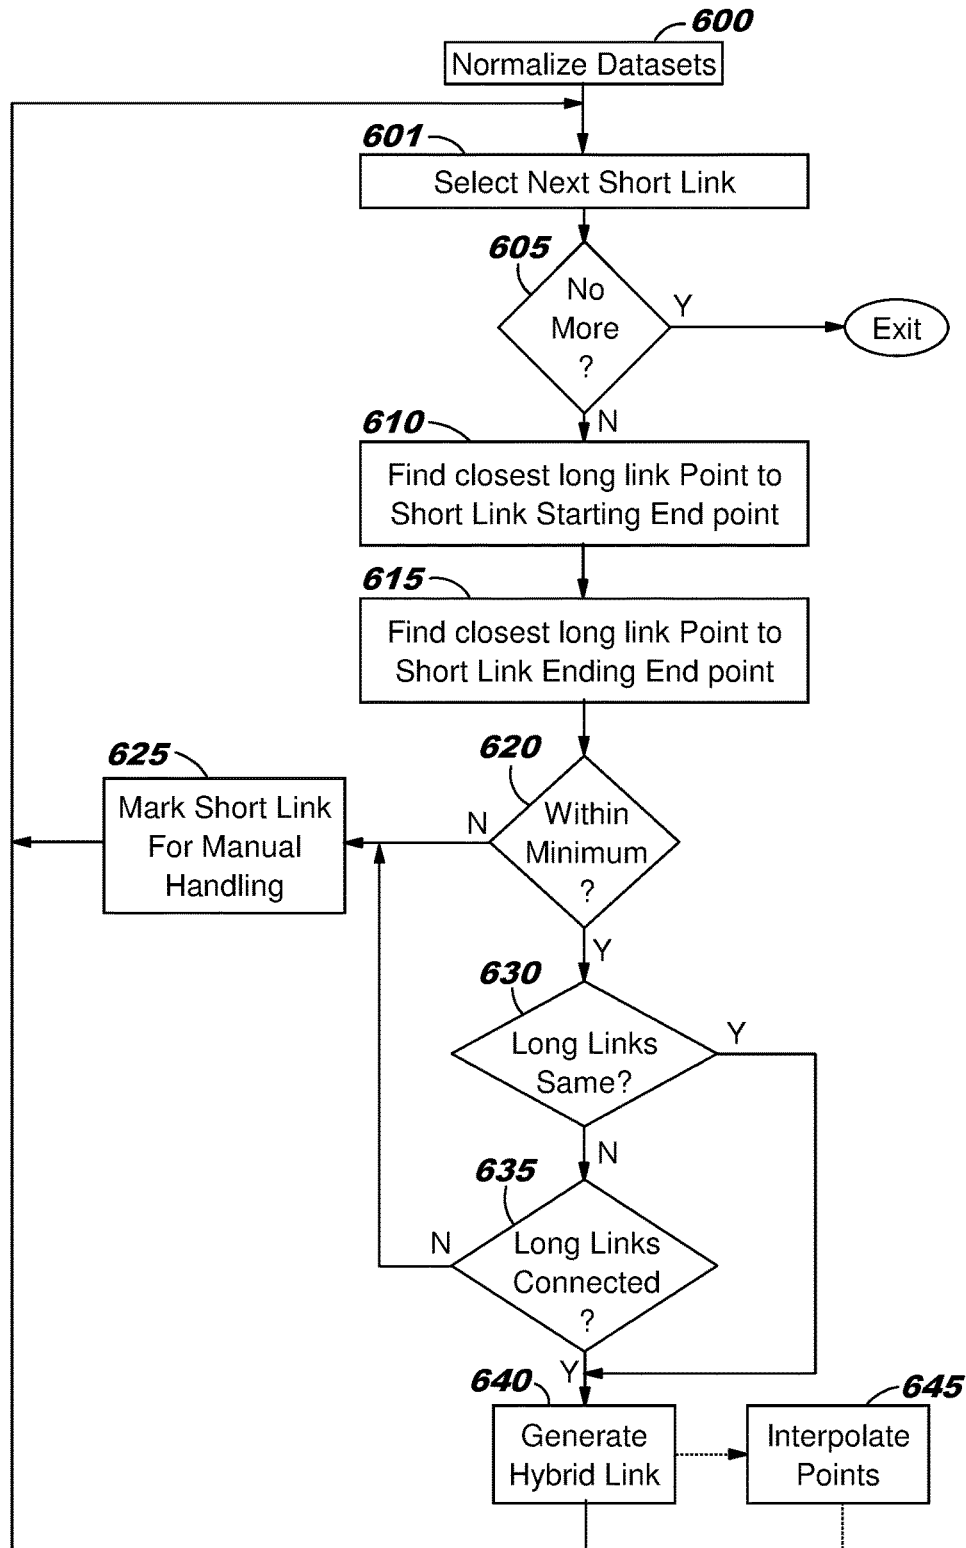 600
Normalize Datasets
601
Select Next Short Link
605
No
More
?
Y
Exit
N
610
Find closest long link Point to
Short Link Starting End point
615
Find closest long link Point to
Short Link Ending End point
620
Within
Minimum
?
N
625
Mark Short Link
For Manual
Handling
Y
630
Long Links
Same?
Y
N
635
Long Links
Connected
?
N
Y
640
Generate
Hybrid Link
645
Interpolate
Points